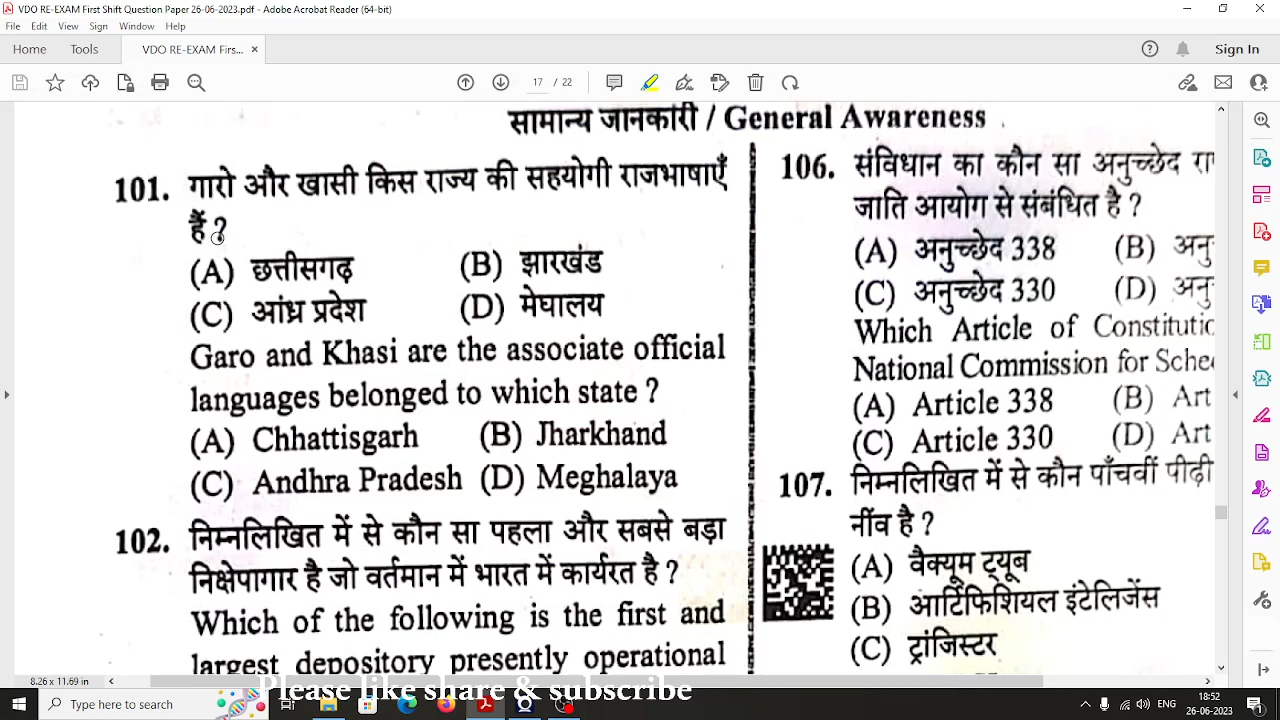 VDO RE-EXAM First Shift Question Paper 26-06-2023.pdf - Adobe Acrobat Reader (64-bit)
File Edit View Sign Window Help
Home Tools VDO RE-EXAM Firs... × Sign In
17 / 22
सामान्य जानकारी / General Awareness
101. गारो और खासी किस राज्य की सहयोगी राजभाषाएँ
हैं ?
(A) छत्तीसगढ़ (B) झारखंड
(C) आंध्र प्रदेश (D) मेघालय
Garo and Khasi are the associate official
languages belonged to which state ?
(A) Chhattisgarh (B) Jharkhand
(C) Andhra Pradesh (D) Meghalaya
102. निम्नलिखित में से कौन सा पहला और सबसे बड़ा
निक्षेपागार है जो वर्तमान में भारत में कार्यरत है ?
Which of the following is the first and
largest depository presently operational
106. संविधान का कौन सा अनुच्छेद
जाति आयोग से संबंधित है ?
(A) अनुच्छेद 338 (B)
(C) अनुच्छेद 330 (D)
Which Article of
National Commission for
(A) Article 338 (B)
(C) Article 330 (D)
107. निम्नलिखित में से कौन पाँचवीं पीढ़ी
नींव है ?
(A) वैक्यूम ट्यूब
(B) आर्टिफिशियल इंटेलिजेंस
(C) ट्रांजिस्टर
8.26 x 11.69 in
Please like share & subscribe
Type here to search
ENG
18:52
26-06-2023